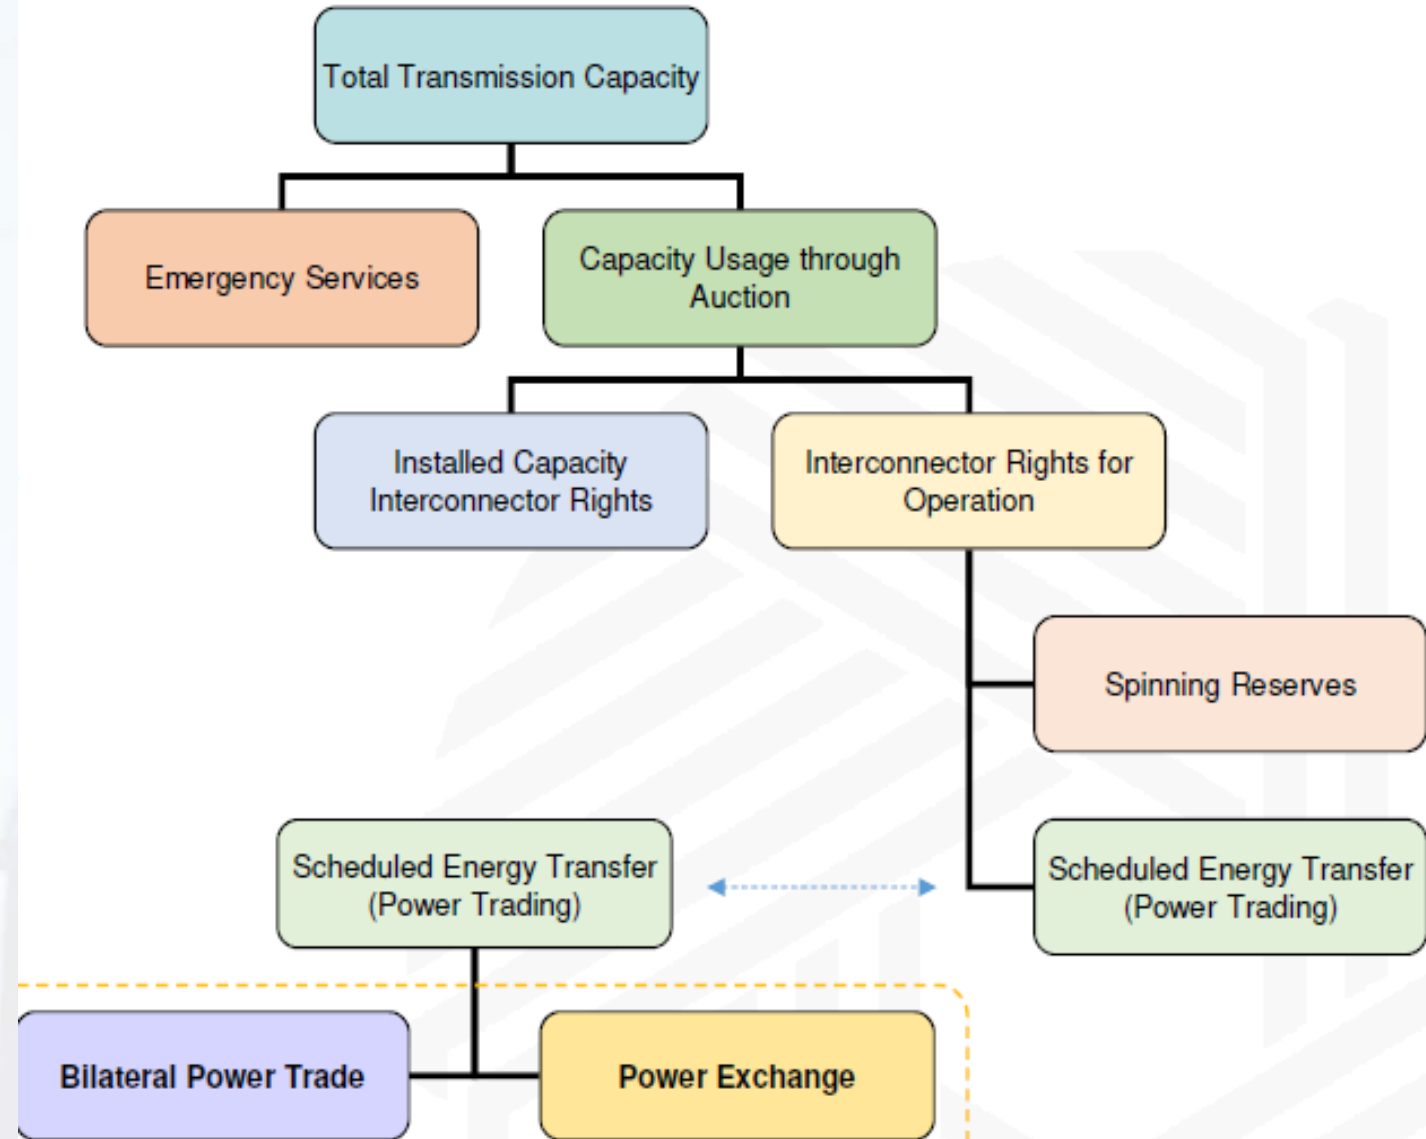 Total Transmission Capacity
Emergency Services
Capacity Usage through
Auction
Installed Capacity
Interconnector Rights
Interconnector Rights for
Operation
Spinning Reserves
Scheduled Energy Transfer
(Power Trading)
Scheduled Energy Transfer
(Power Trading)
Bilateral Power Trade
Power Exchange